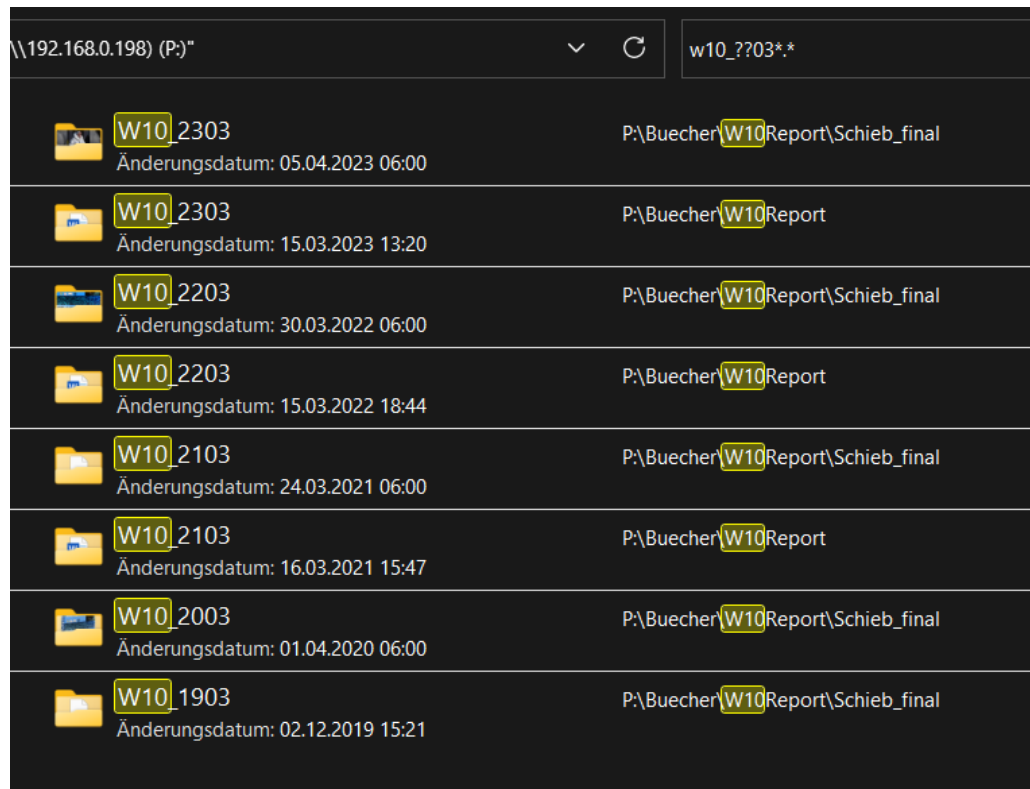 \\192.168.0.198) (P:)"
w10_??03*.*
W10_2303
P:\Buecher\W10Report\Schieb_final
Änderungsdatum: 05.04.2023 06:00
W10_2303
P:\Buecher\W10Report
Änderungsdatum: 15.03.2023 13:20
W10_2203
P:\Buecher\W10Report\Schieb_final
Änderungsdatum: 30.03.2022 06:00
W10_2203
P:\Buecher\W10Report
Änderungsdatum: 15.03.2022 18:44
W10_2103
P:\Buecher\W10Report\Schieb_final
Änderungsdatum: 24.03.2021 06:00
W10_2103
P:\Buecher\W10Report
Änderungsdatum: 16.03.2021 15:47
W10_2003
P:\Buecher\W10Report\Schieb_final
Änderungsdatum: 01.04.2020 06:00
W10_1903
P:\Buecher\W10Report\Schieb_final
Änderungsdatum: 02.12.2019 15:21